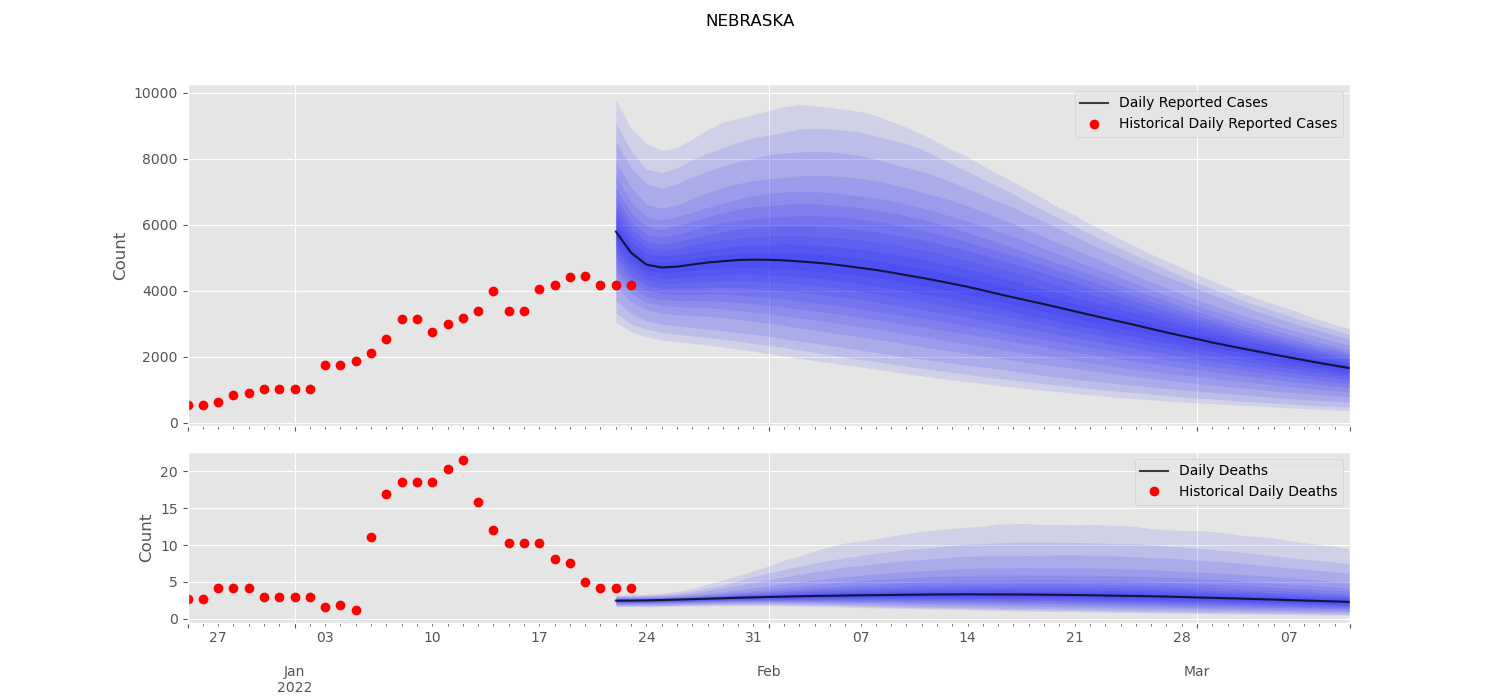 NEBRASKA
10000
8000
6000
4000
2000
0
Count
Daily Reported Cases
Historical Daily Reported Cases
20
15
10
5
0
Count
Daily Deaths
Historical Daily Deaths
27 03 10 17 24 31 07 14 21 28 07
Jan Feb Mar
2022